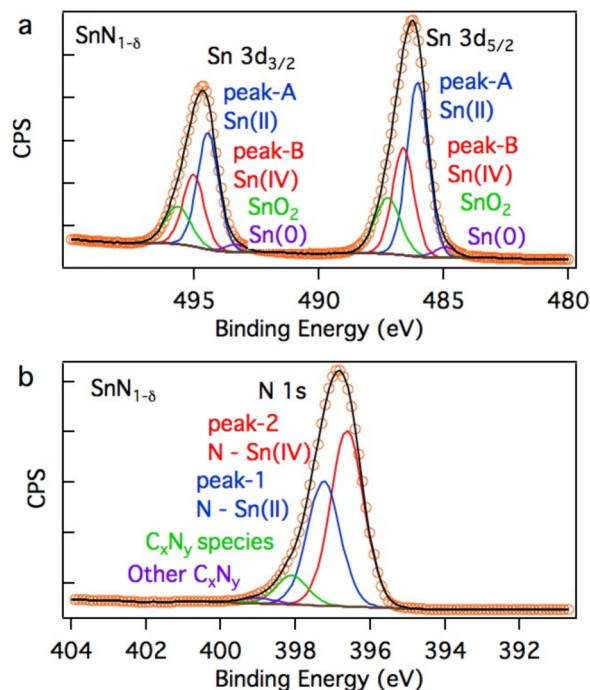 a
SnN₁₋δ
Sn 3d₃/₂
Sn 3d₅/₂
peak-A
Sn(II)
peak-B
Sn(IV)
SnO₂
Sn(0)
peak-A
Sn(II)
peak-B
Sn(IV)
SnO₂
Sn(0)
CPS
495
490
485
480
Binding Energy (eV)
b
SnN₁₋δ
N 1s
peak-2
N - Sn(IV)
peak-1
N - Sn(II)
CₓNᵧ species
Other CₓNᵧ
CPS
404
402
400
398
396
394
392
Binding Energy (eV)